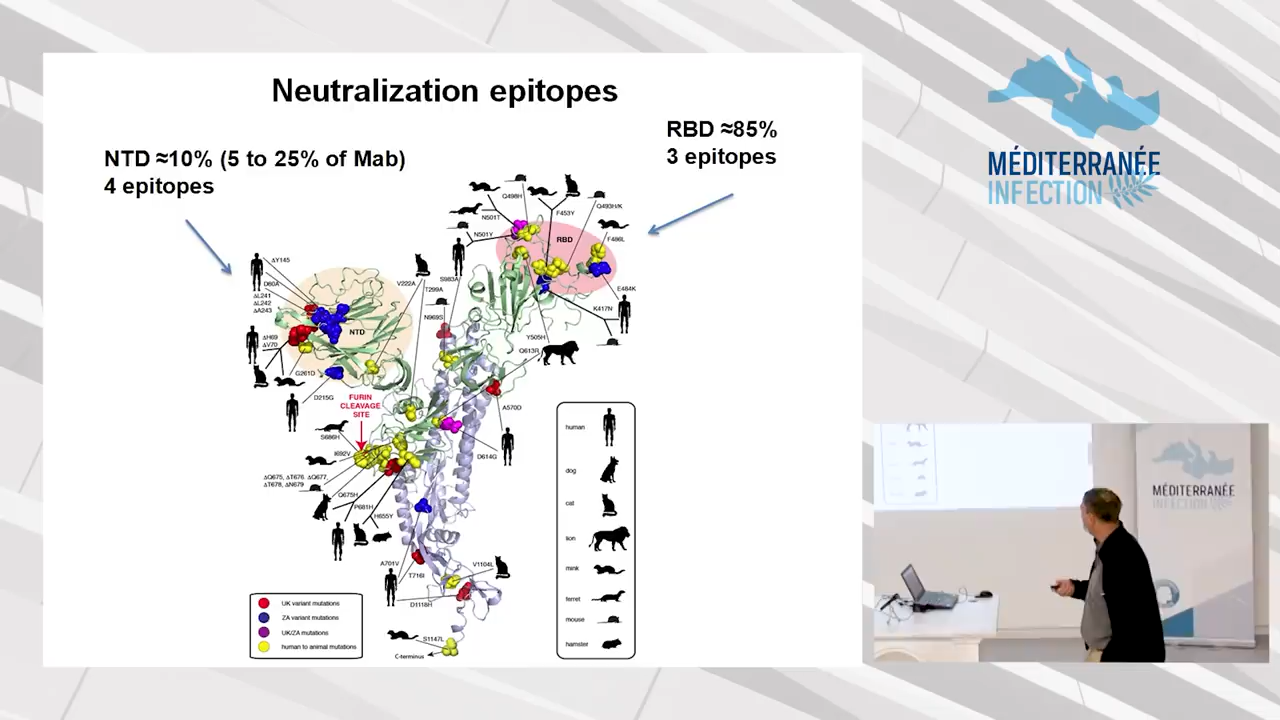 Neutralization epitopes
NTD ≈10% (5 to 25% of Mab)
4 epitopes
RBD ≈85%
3 epitopes
MÉDITERRANÉE
INFECTION
Q498H
F453Y
Q493H/K
N501T
N501Y
RBD
F486L
ΔY145
D80A
ΔL241
ΔL242
ΔA243
V222A
T299A
S983A
E484K
N969S
K417N
NTD
ΔH69
ΔV70
Y505H
Q613R
G261D
D215G
FURIN
CLEAVAGE
SITE
A570D
S686H
I692V
D614G
ΔQ675, ΔT676, ΔQ677,
ΔT678, ΔN679
Q675H
P681H
H655Y
A701V
T716I
V1104L
D1118H
S1147L
C-terminus
human
dog
cat
lion
mink
ferret
mouse
hamster
UK variant mutations
ZA variant mutations
UK/ZA mutations
human to animal mutations
MÉDITERRANÉE
INFECTION